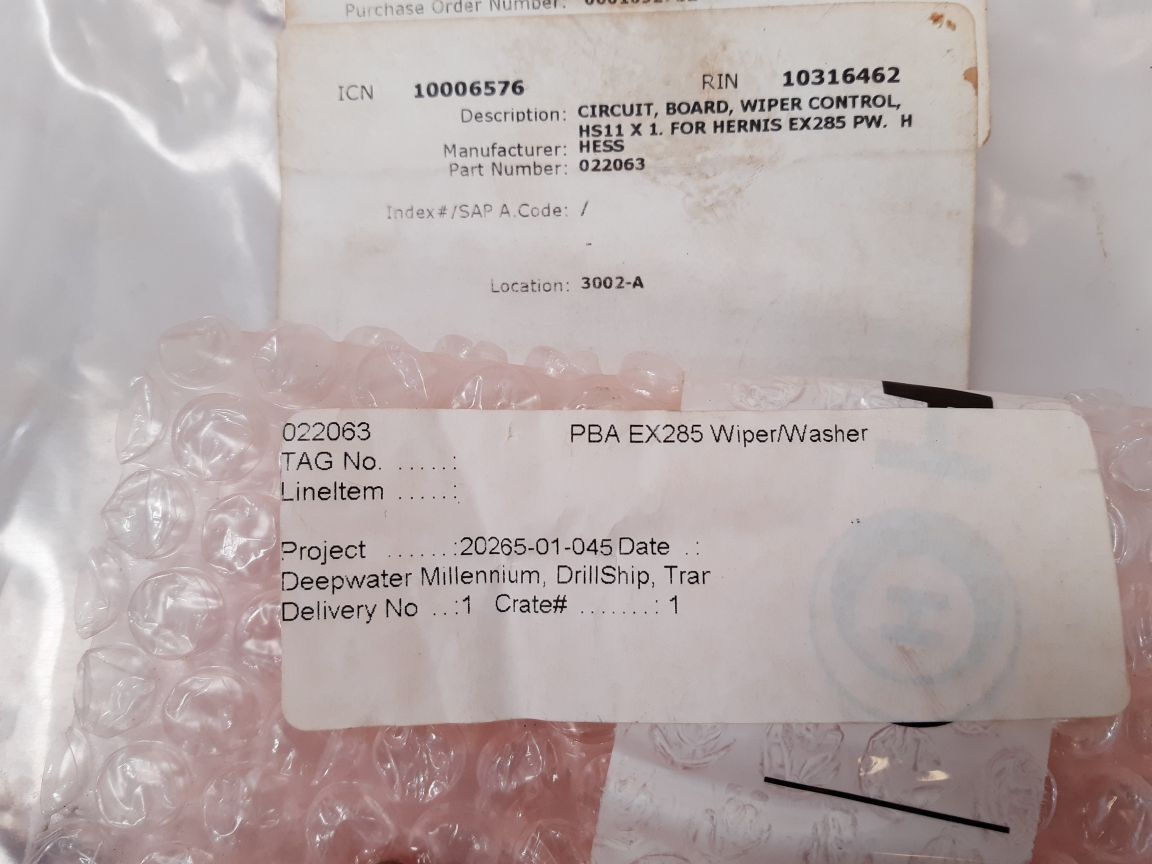 Purchase Order Number:
ICN 10006576 RIN 10316462
Description: CIRCUIT, BOARD, WIPER CONTROL,
HS11 X 1. FOR HERNIS EX285 PW. H
Manufacturer: HESS
Part Number: 022063
Index#/SAP A.Code: /
Location: 3002-A
022063 PBA EX285 Wiper/Washer
TAG No. .....:
LineItem .....:
Project ......:20265-01-045 Date .:
Deepwater Millennium, DrillShip, Trar
Delivery No ..:1 Crate# .......: 1
H